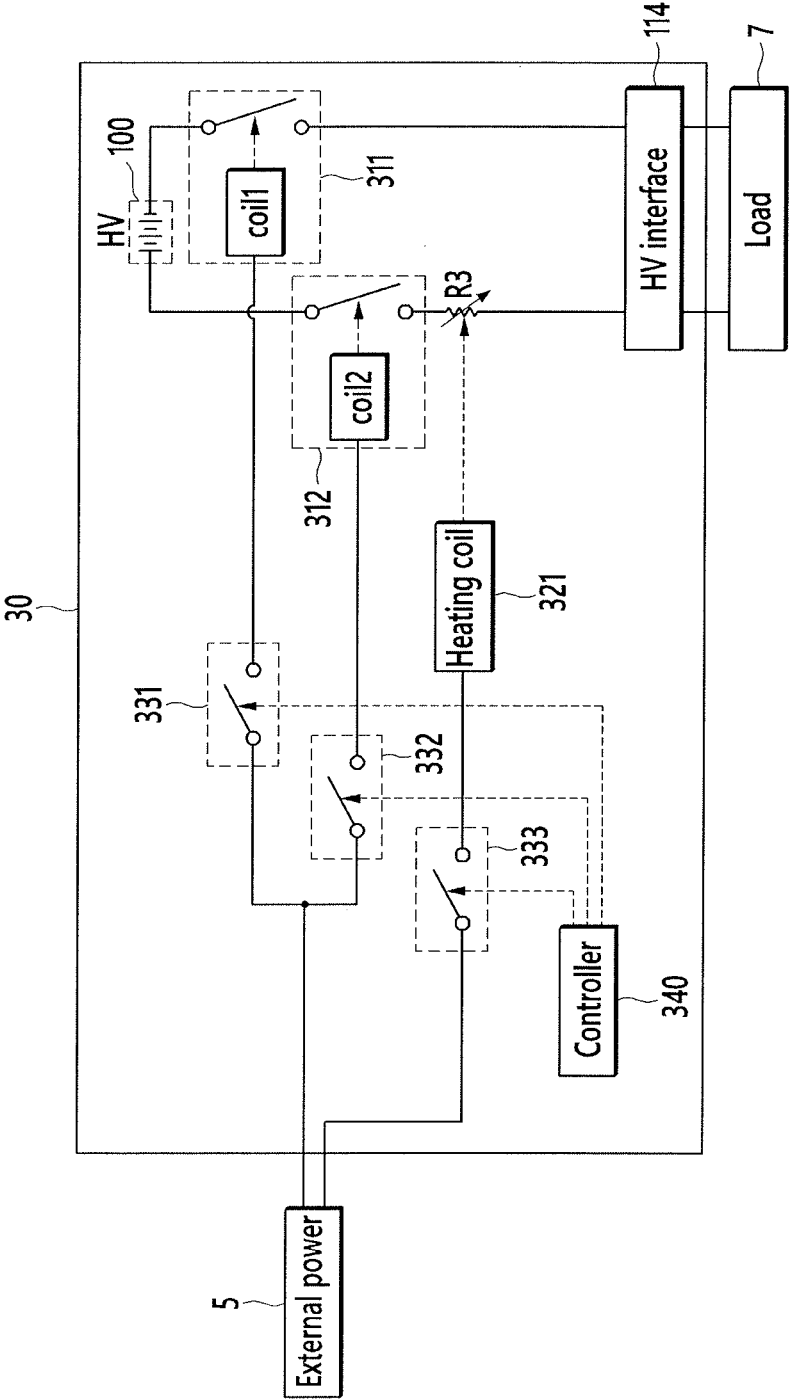 30
HV
100
coil1
311
114
7
HV interface
Load
coil2
312
R3
331
332
Heating coil
321
333
Controller
340
5
External power